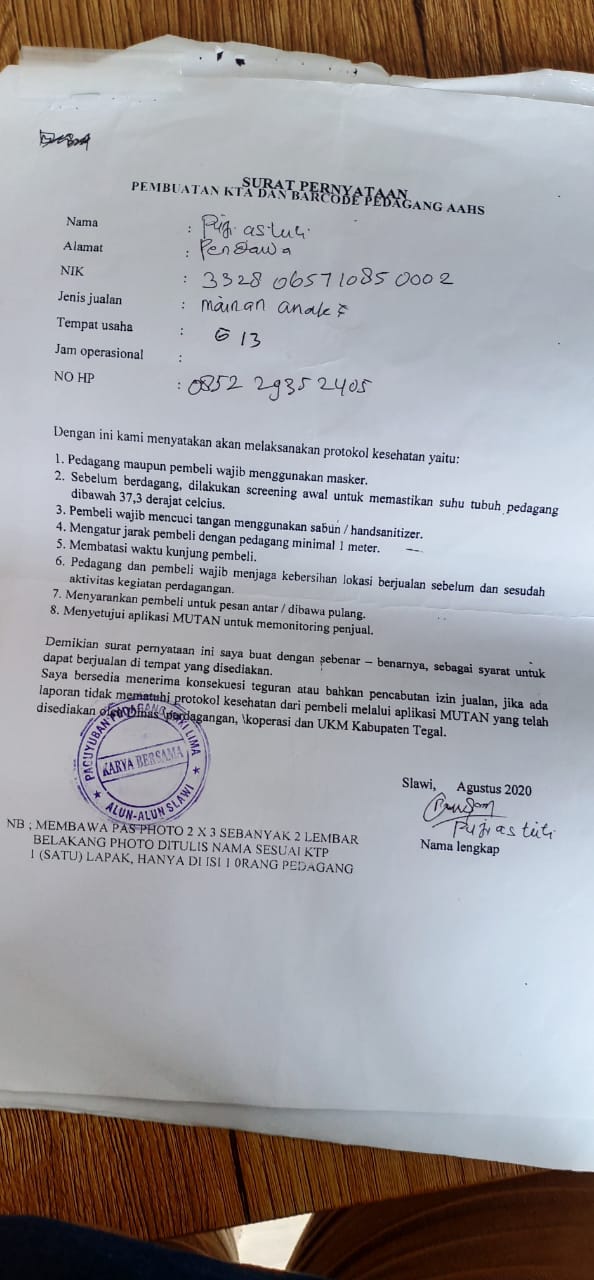 SURAT PERNYATAAN
PEMBUATAN KTA DAN BARCODE PEDAGANG AAHS
Nama : Puji astuti
Alamat : Pendawa
NIK : 3328 0657 1085 0002
Jenis jualan : mainan anak²
Tempat usaha : G 13
Jam operasional :
NO HP : 0852 2935 2405
Dengan ini kami menyatakan akan melaksanakan protokol kesehatan yaitu:
1. Pedagang maupun pembeli wajib menggunakan masker.
2. Sebelum berdagang, dilakukan screening awal untuk memastikan suhu tubuh pedagang
dibawah 37,3 derajat celcius.
3. Pembeli wajib mencuci tangan menggunakan sabun / handsanitizer.
4. Mengatur jarak pembeli dengan pedagang minimal 1 meter.
5. Membatasi waktu kunjung pembeli.
6. Pedagang dan pembeli wajib menjaga kebersihan lokasi berjualan sebelum dan sesudah
aktivitas kegiatan perdagangan.
7. Menyarankan pembeli untuk pesan antar / dibawa pulang.
8. Menyetujui aplikasi MUTAN untuk memonitoring penjual.
Demikian surat pernyataan ini saya buat dengan sebenar – benarnya, sebagai syarat untuk
dapat berjualan di tempat yang disediakan.
Saya bersedia menerima konsekuesi teguran atau bahkan pencabutan izin jualan, jika ada
laporan tidak mematuhi protokol kesehatan dari pembeli melalui aplikasi MUTAN yang telah
disediakan oleh Dinas \perdagangan, \koperasi dan UKM Kabupaten Tegal.
PAGUYUBAN PEDAGANG KAKI LIMA
KARYA BERSAMA
ALUN-ALUN SLAWI
Slawi, Agustus 2020
Puji astuti
Nama lengkap
NB ; MEMBAWA PAS PHOTO 2 X 3 SEBANYAK 2 LEMBAR
BELAKANG PHOTO DITULIS NAMA SESUAI KTP
1 (SATU) LAPAK, HANYA DI ISI 1 0RANG PEDAGANG